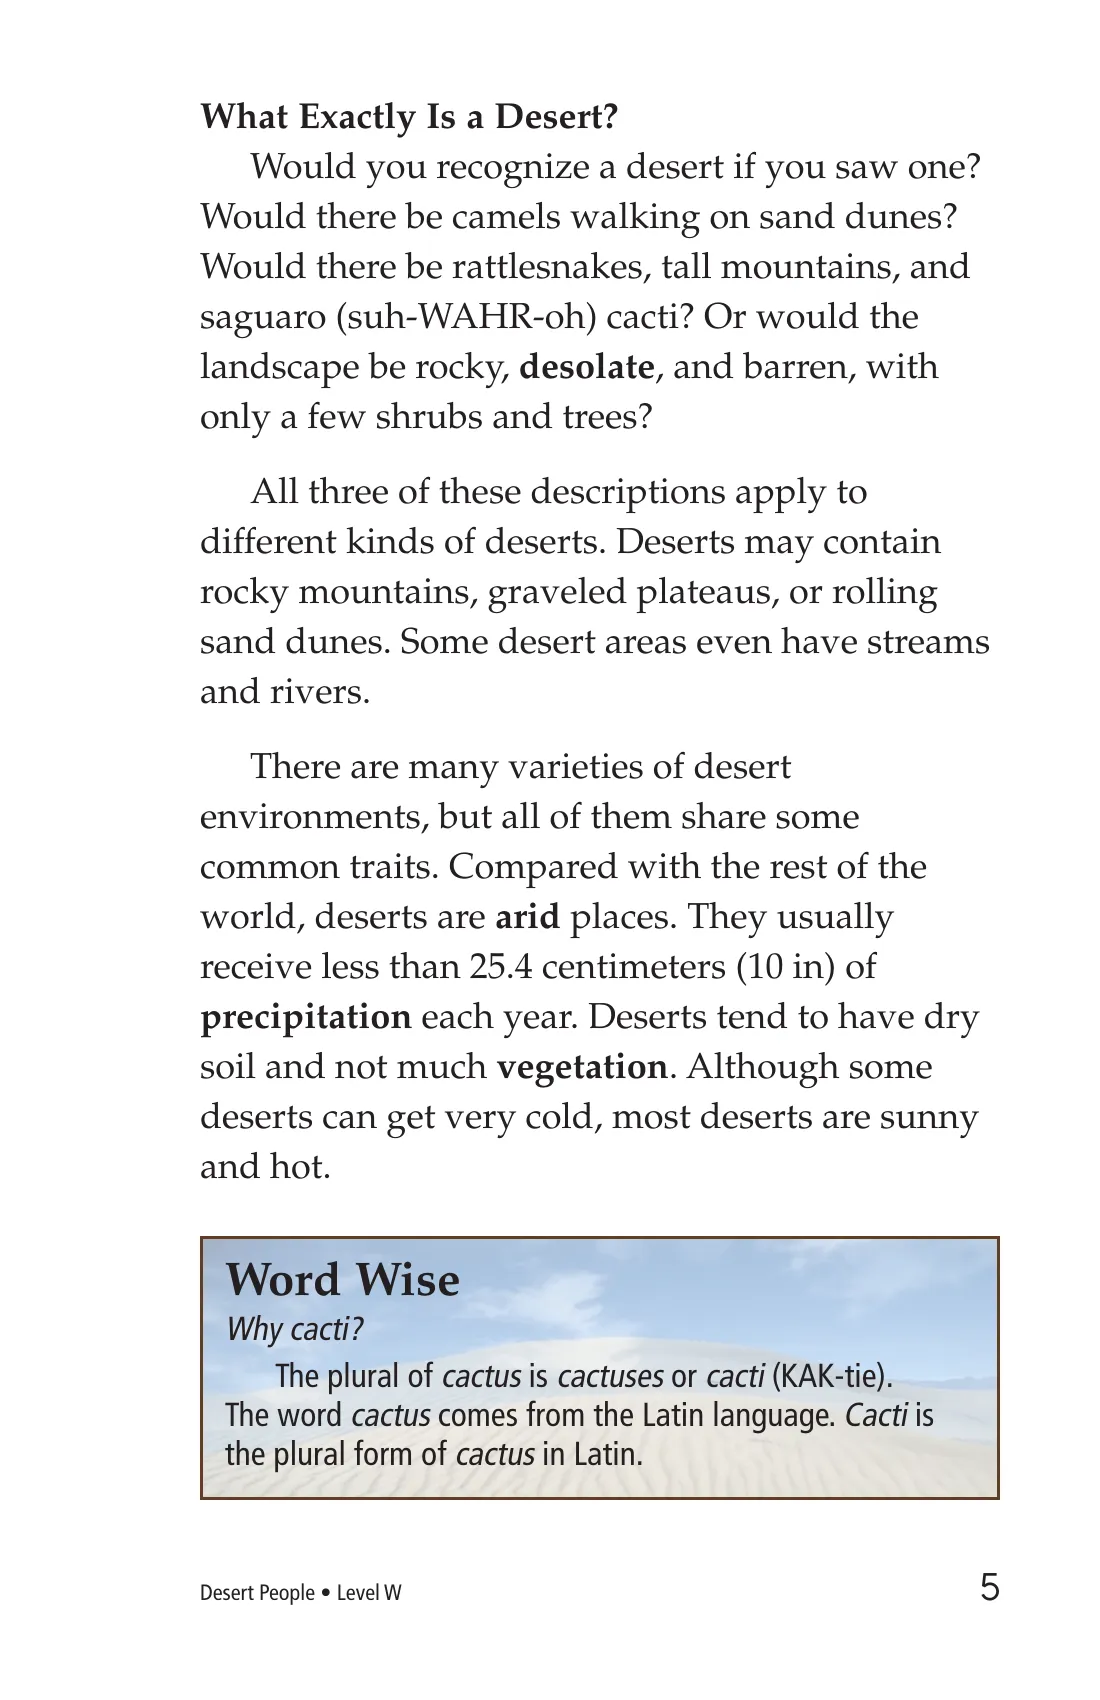 What Exactly Is a Desert?
Would you recognize a desert if you saw one?
Would there be camels walking on sand dunes?
Would there be rattlesnakes, tall mountains, and
saguaro (suh-WAHR-oh) cacti? Or would the
landscape be rocky, desolate, and barren, with
only a few shrubs and trees?
All three of these descriptions apply to
different kinds of deserts. Deserts may contain
rocky mountains, graveled plateaus, or rolling
sand dunes. Some desert areas even have streams
and rivers.
There are many varieties of desert
environments, but all of them share some
common traits. Compared with the rest of the
world, deserts are arid places. They usually
receive less than 25.4 centimeters (10 in) of
precipitation each year. Deserts tend to have dry
soil and not much vegetation. Although some
deserts can get very cold, most deserts are sunny
and hot.
Word Wise
Why cacti?
The plural of cactus is cactuses or cacti (KAK-tie).
The word cactus comes from the Latin language. Cacti is
the plural form of cactus in Latin.
Desert People • Level W
5